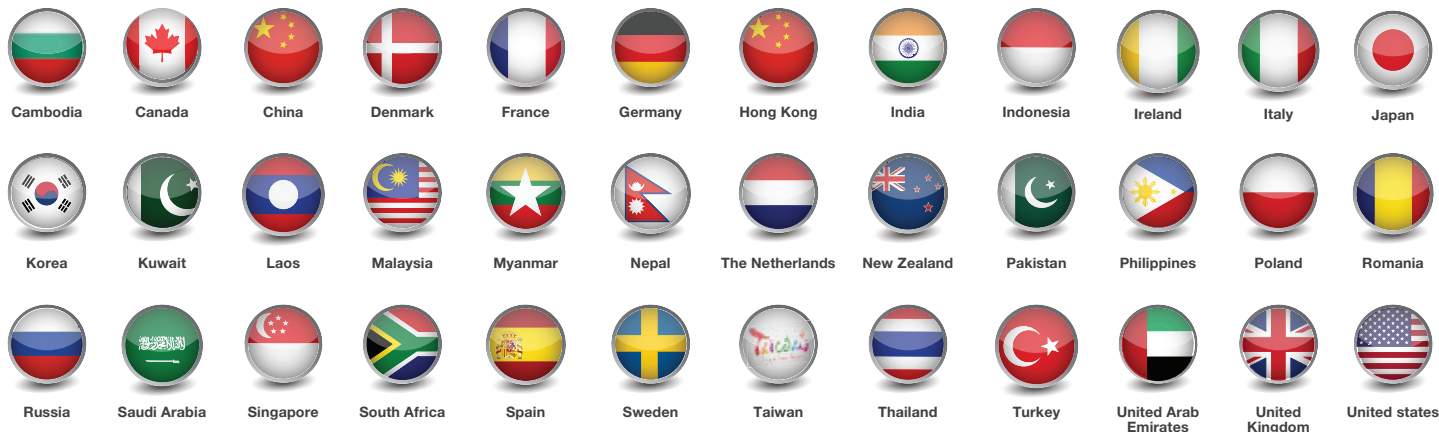 Cambodia Canada China Denmark France Germany Hong Kong India Indonesia Ireland Italy Japan
Korea Kuwait Laos Malaysia Myanmar Nepal The Netherlands New Zealand Pakistan Philippines Poland Romania
Russia Saudi Arabia Singapore South Africa Spain Sweden Taiwan Thailand Turkey United Arab Emirates United Kingdom United states